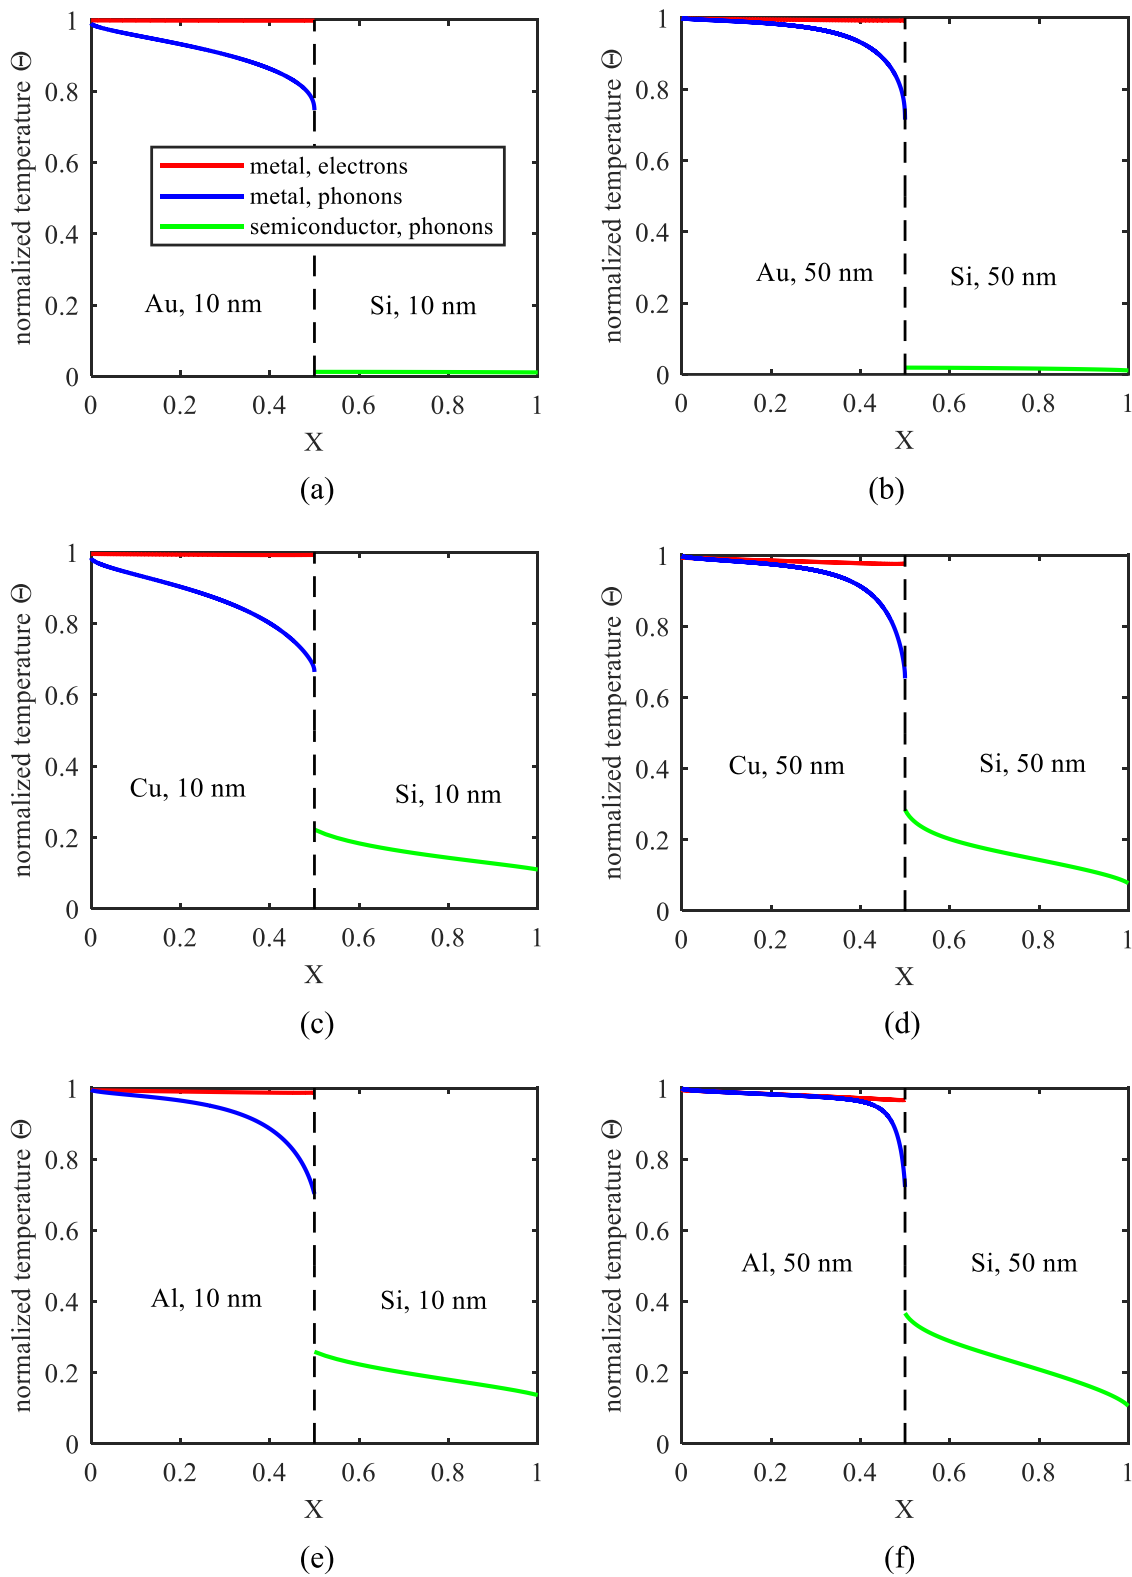 1
0.8
0.6
0.4
0.2
0
normalized temperature Θ
metal, electrons
metal, phonons
semiconductor, phonons
Au, 10 nm
Si, 10 nm
0 0.2 0.4 0.6 0.8 1
X
(a)
1
0.8
0.6
0.4
0.2
0
normalized temperature Θ
Au, 50 nm
Si, 50 nm
0 0.2 0.4 0.6 0.8 1
X
(b)
1
0.8
0.6
0.4
0.2
0
normalized temperature Θ
Cu, 10 nm
Si, 10 nm
0 0.2 0.4 0.6 0.8 1
X
(c)
1
0.8
0.6
0.4
0.2
0
normalized temperature Θ
Cu, 50 nm
Si, 50 nm
0 0.2 0.4 0.6 0.8 1
X
(d)
1
0.8
0.6
0.4
0.2
0
normalized temperature Θ
Al, 10 nm
Si, 10 nm
0 0.2 0.4 0.6 0.8 1
X
(e)
1
0.8
0.6
0.4
0.2
0
normalized temperature Θ
Al, 50 nm
Si, 50 nm
0 0.2 0.4 0.6 0.8 1
X
(f)